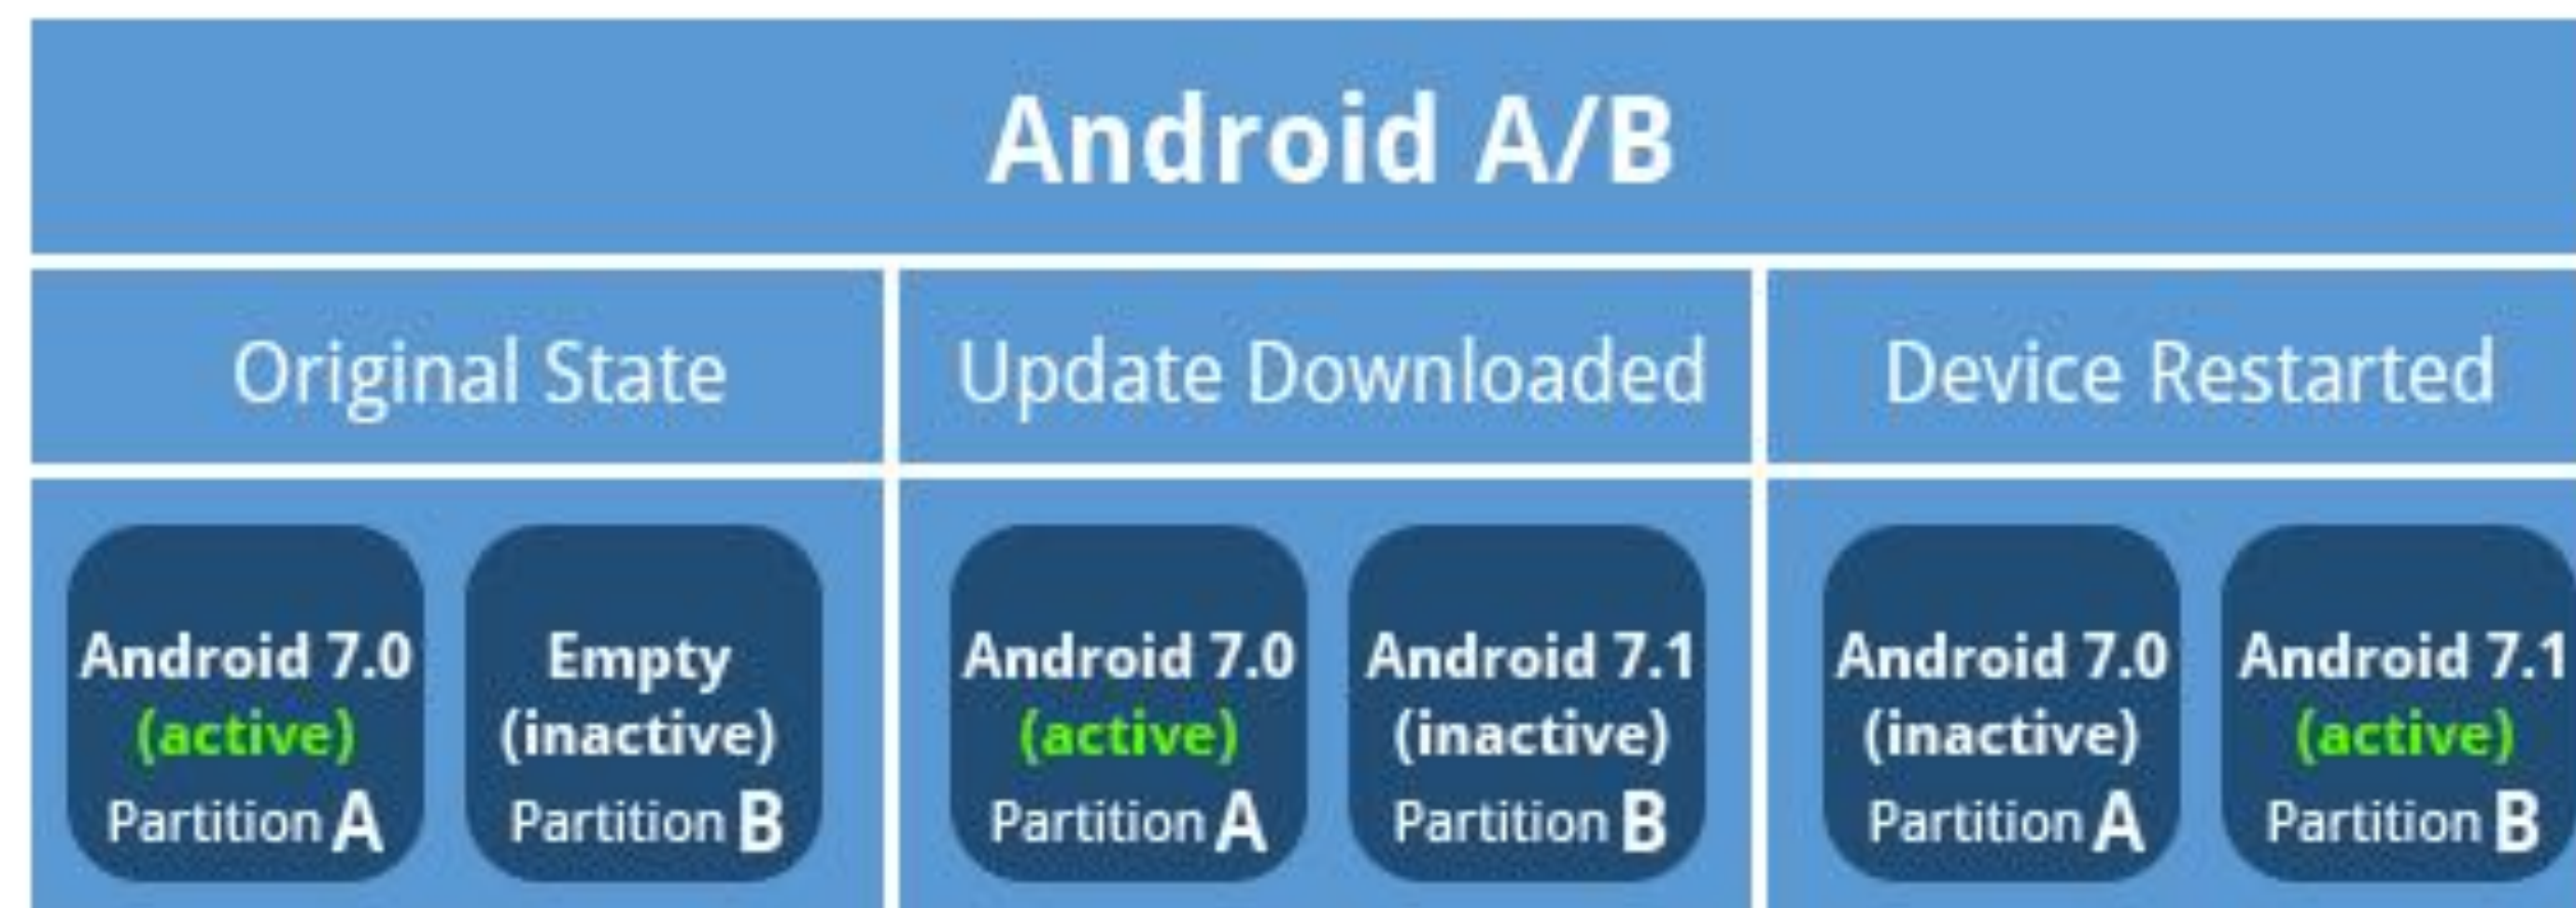 Android A/B
Original State
Update Downloaded
Device Restarted
Android 7.0
(active)
Partition A
Empty
(inactive)
Partition B
Android 7.0
(active)
Partition A
Android 7.1
(inactive)
Partition B
Android 7.0
(inactive)
Partition A
Android 7.1
(active)
Partition B